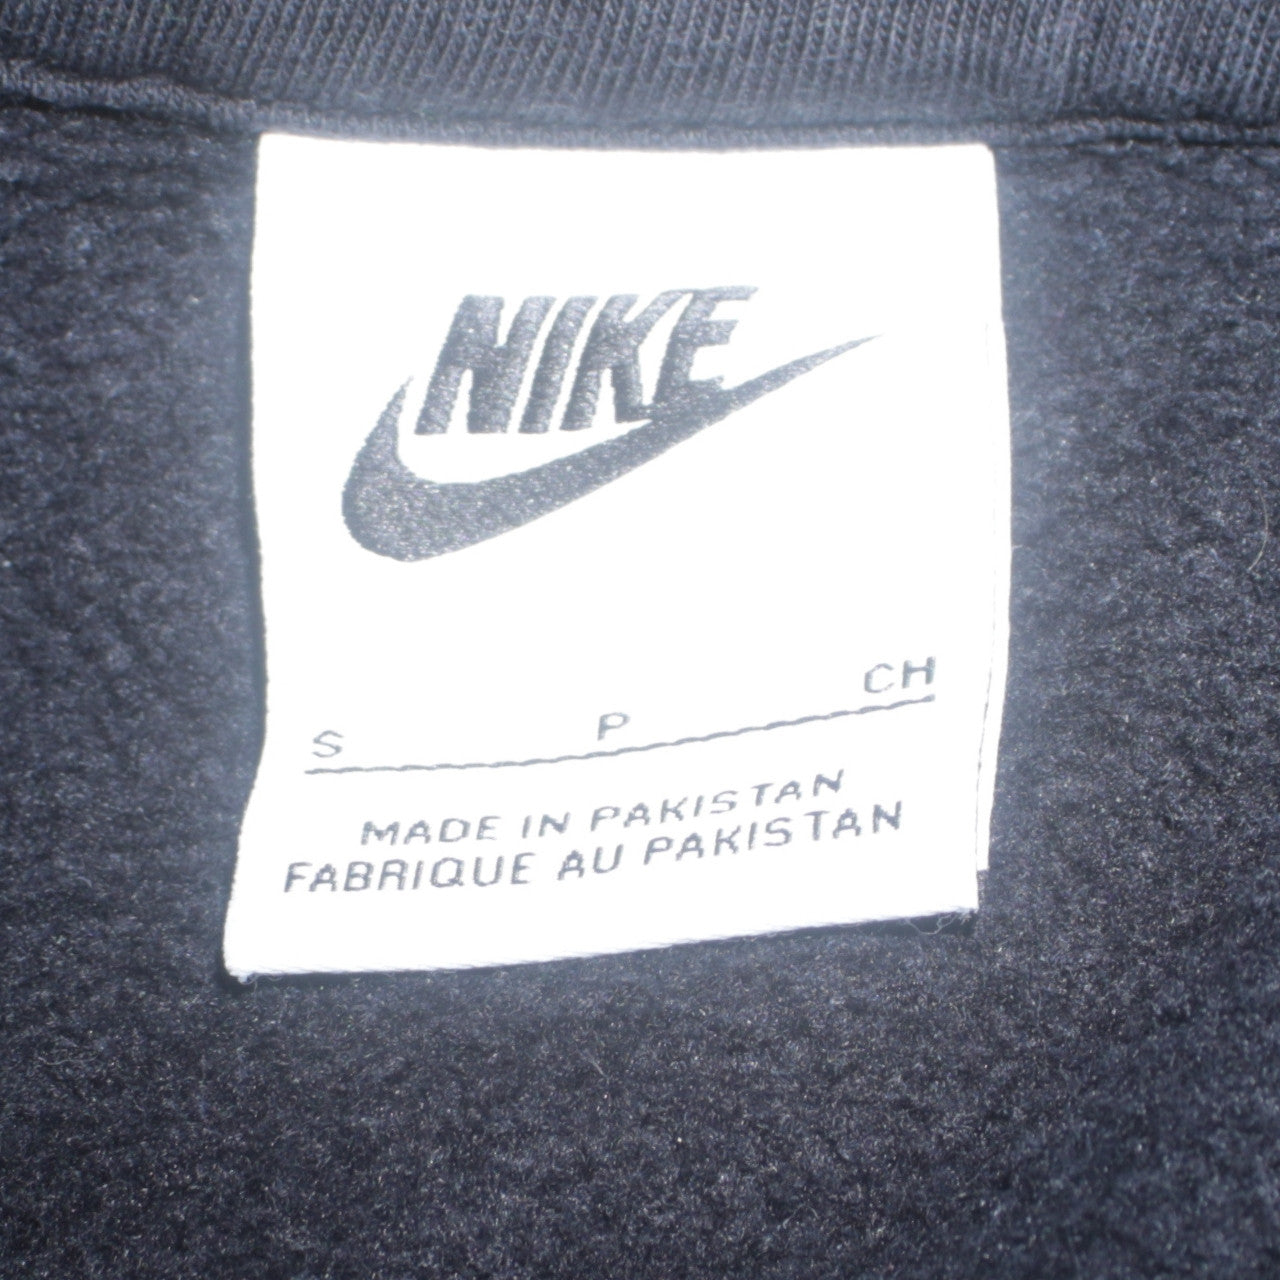 NIKE
S P CH
MADE IN PAKISTAN
FABRIQUE AU PAKISTAN